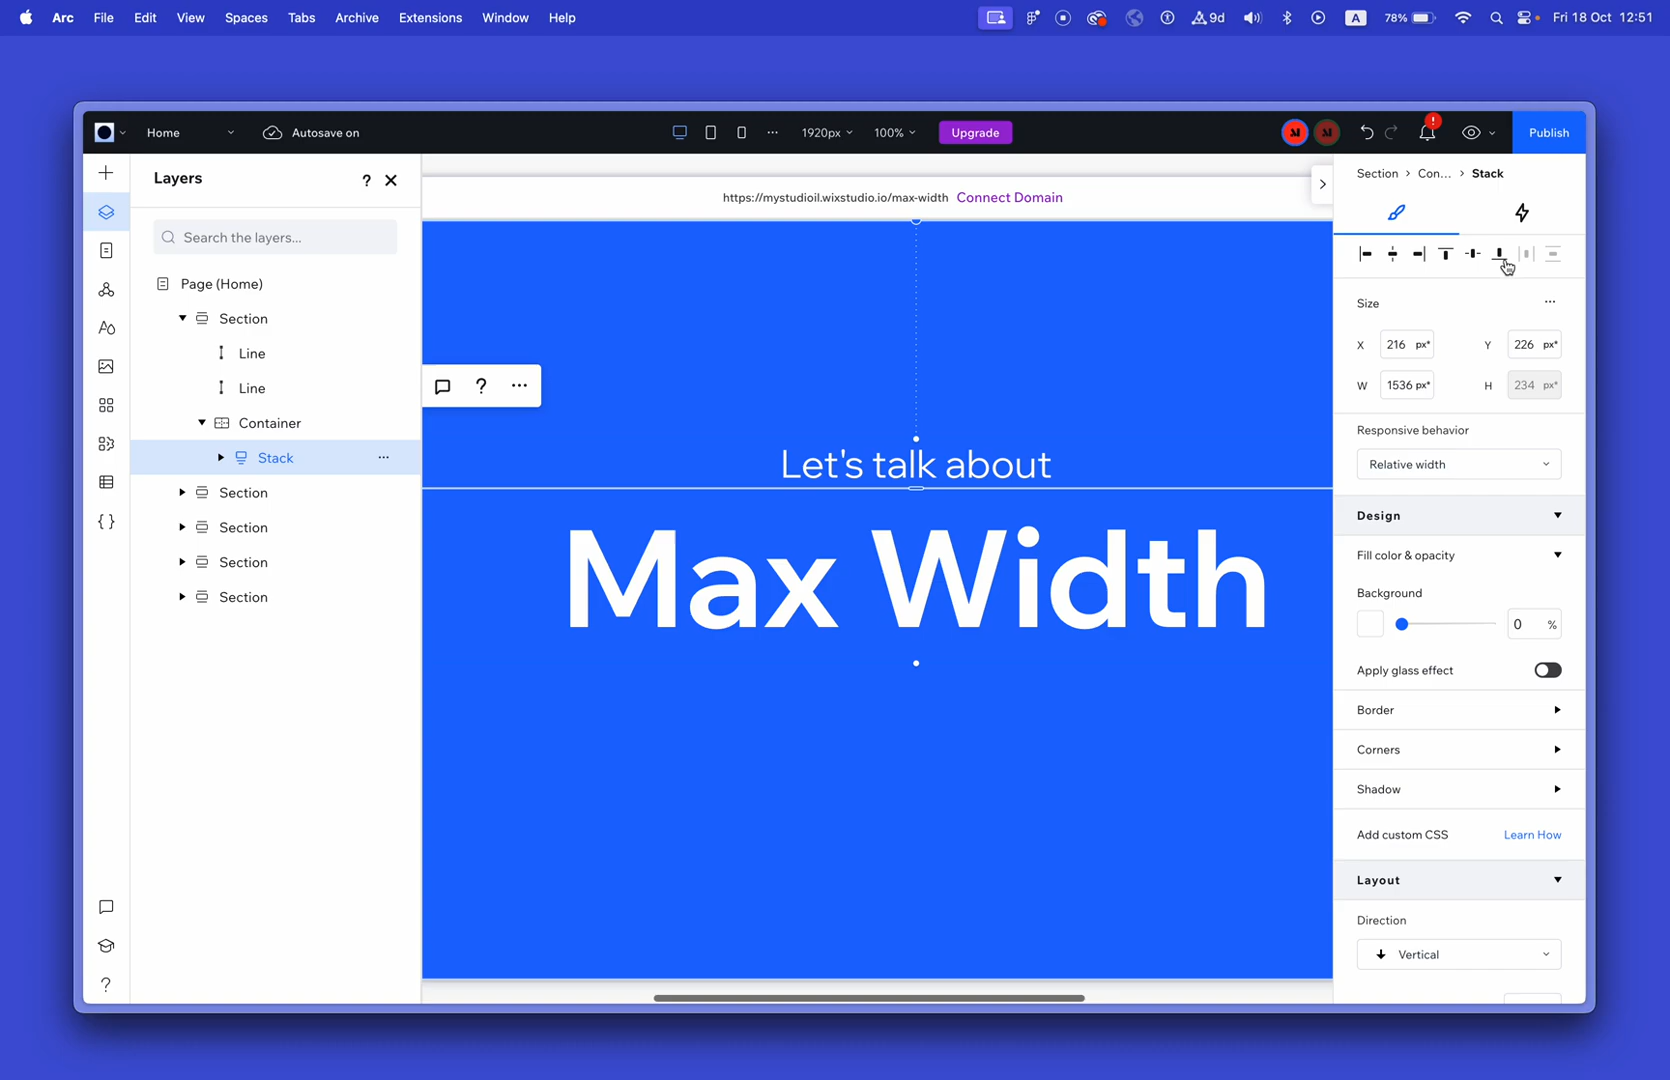 Arc File Edit View Spaces Tabs Archive Extensions Window Help
9d A 78% Fri 18 Oct 12:51
Home Autosave on 1920px 100% Upgrade ! Publish
Layers ?
Search the layers...
Page (Home)
Section
Line
Line
Container
Stack
Section
Section
Section
Section
https://mystudioil.wixstudio.io/max-width Connect Domain
?
Let's talk about
Max Width
Section > Con... > Stack
Size
X 216 px* Y 226 px*
W 1536 px* H 234 px*
Responsive behavior
Relative width
Design
Fill color & opacity
Background
0 %
Apply glass effect
Border
Corners
Shadow
Add custom CSS Learn How
Layout
Direction
Vertical
?